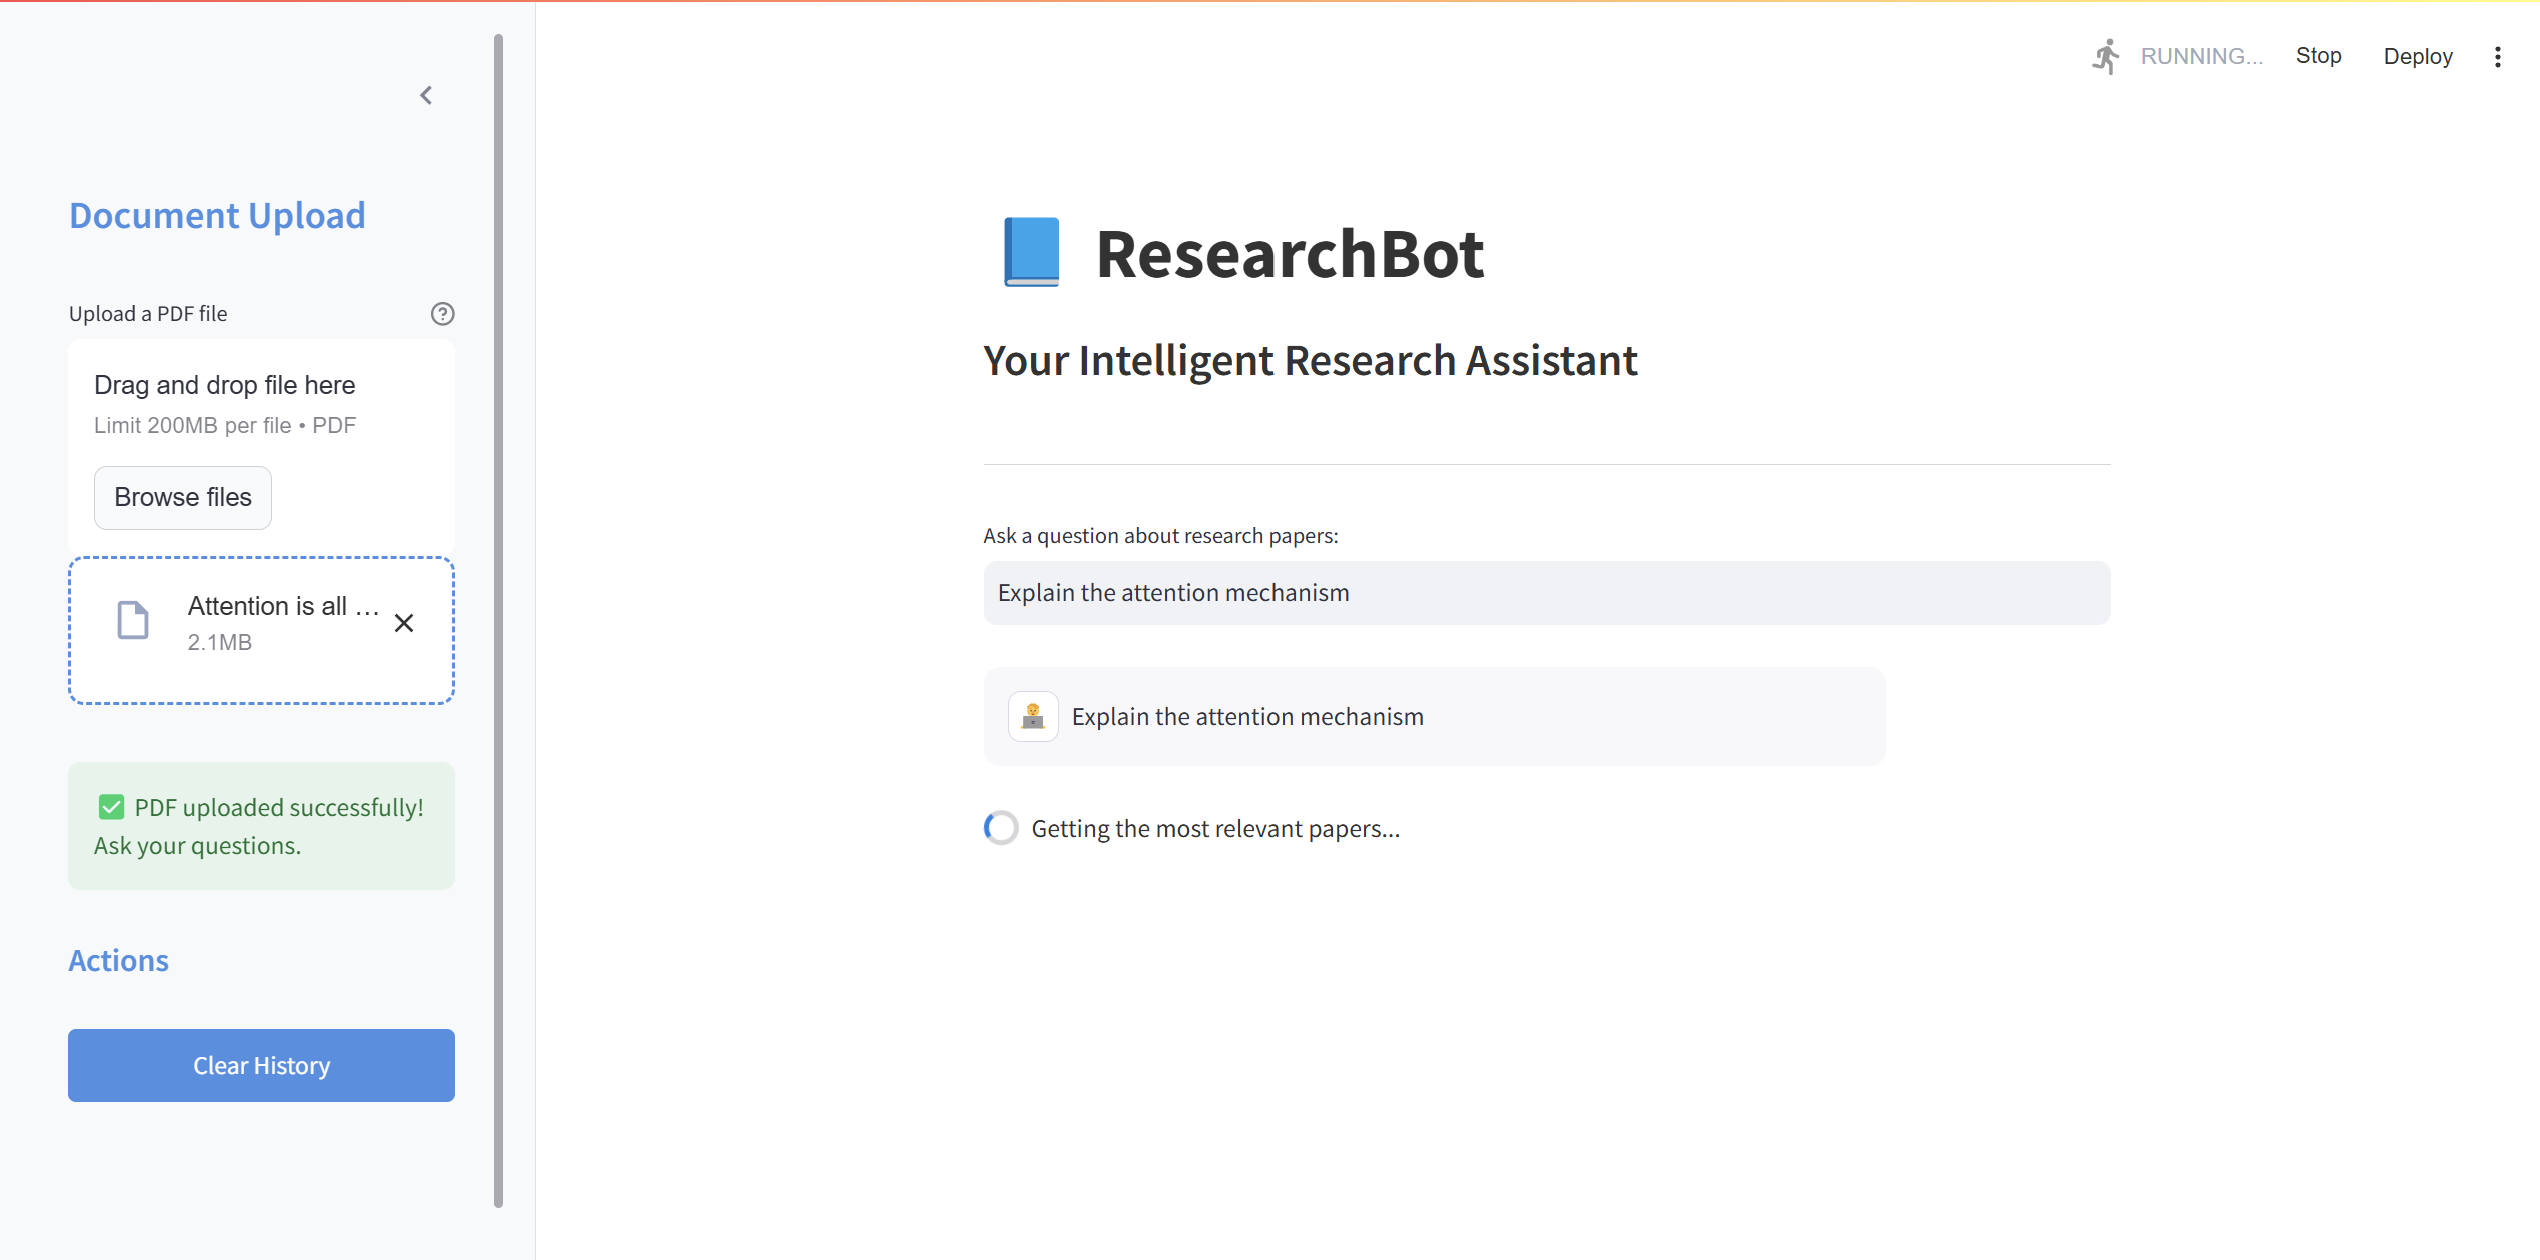 RUNNING...
Stop
Deploy
Document Upload
Upload a PDF file
Drag and drop file here
Limit 200MB per file • PDF
Browse files
Attention is all …
2.1MB
✅ PDF uploaded successfully!
Ask your questions.
Actions
Clear History
ResearchBot
Your Intelligent Research Assistant
Ask a question about research papers:
Explain the attention mechanism
Explain the attention mechanism
Getting the most relevant papers...